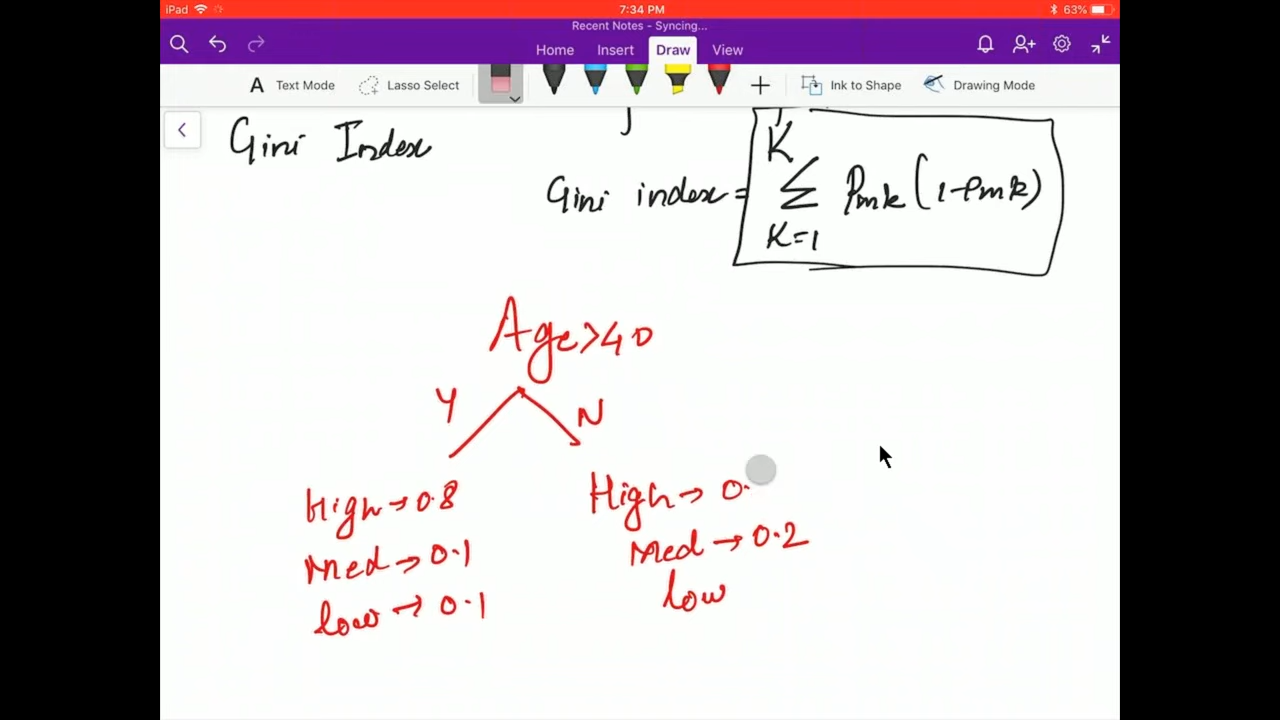 iPad 7:34 PM 63%
Recent Notes - Syncing...
Home Insert Draw View
A Text Mode Lasso Select Ink to Shape Drawing Mode
Gini Index
K
Gini index = Σ Pmk (1-Pmk)
K=1
Age>40
Y N
High → 0.8 High → 0.
Med → 0.1 Med → 0.2
low → 0.1 low